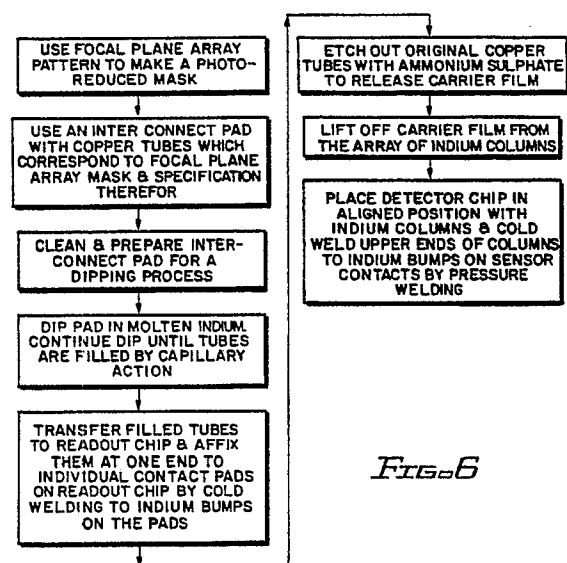 USE FOCAL PLANE ARRAY
PATTERN TO MAKE A PHOTO-
REDUCED MASK
USE AN INTER CONNECT PAD
WITH COPPER TUBES WHICH
CORRESPOND TO FOCAL PLANE
ARRAY MASK & SPECIFICATION
THEREFOR
CLEAN & PREPARE INTER-
CONNECT PAD FOR A
DIPPING PROCESS
DIP PAD IN MOLTEN INDIUM.
CONTINUE DIP UNTIL TUBES
ARE FILLED BY CAPILLARY
ACTION
TRANSFER FILLED TUBES
TO READOUT CHIP & AFFIX
THEM AT ONE END TO
INDIVIDUAL CONTACT PADS
ON READOUT CHIP BY COLD
WELDING TO INDIUM BUMPS
ON THE PADS
ETCH OUT ORIGINAL COPPER
TUBES WITH AMMONIUM SULPHATE
TO RELEASE CARRIER FILM
LIFT OFF CARRIER FILM FROM
THE ARRAY OF INDIUM COLUMNS
PLACE DETECTOR CHIP IN
ALIGNED POSITION WITH
INDIUM COLUMNS & COLD
WELD UPPER ENDS OF COLUMNS
TO INDIUM BUMPS ON SENSOR
CONTACTS BY PRESSURE
WELDING
FIG. 6